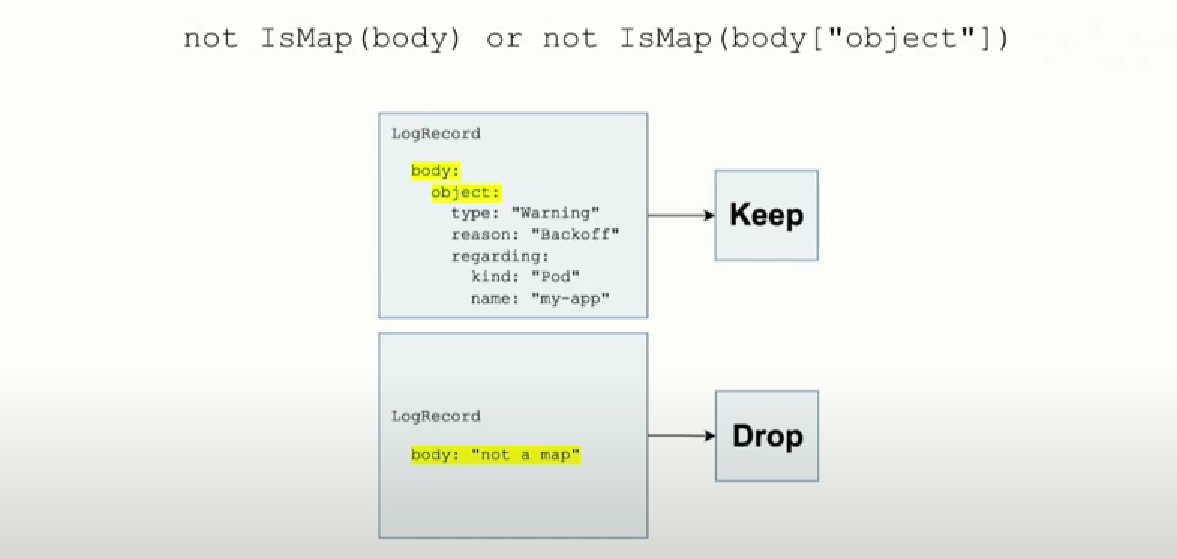 not IsMap(body) or not IsMap(body["object"])
LogRecord
body:
object:
type: "Warning"
reason: "Backoff"
regarding:
kind: "Pod"
name: "my-app"
Keep
LogRecord
body: "not a map"
Drop